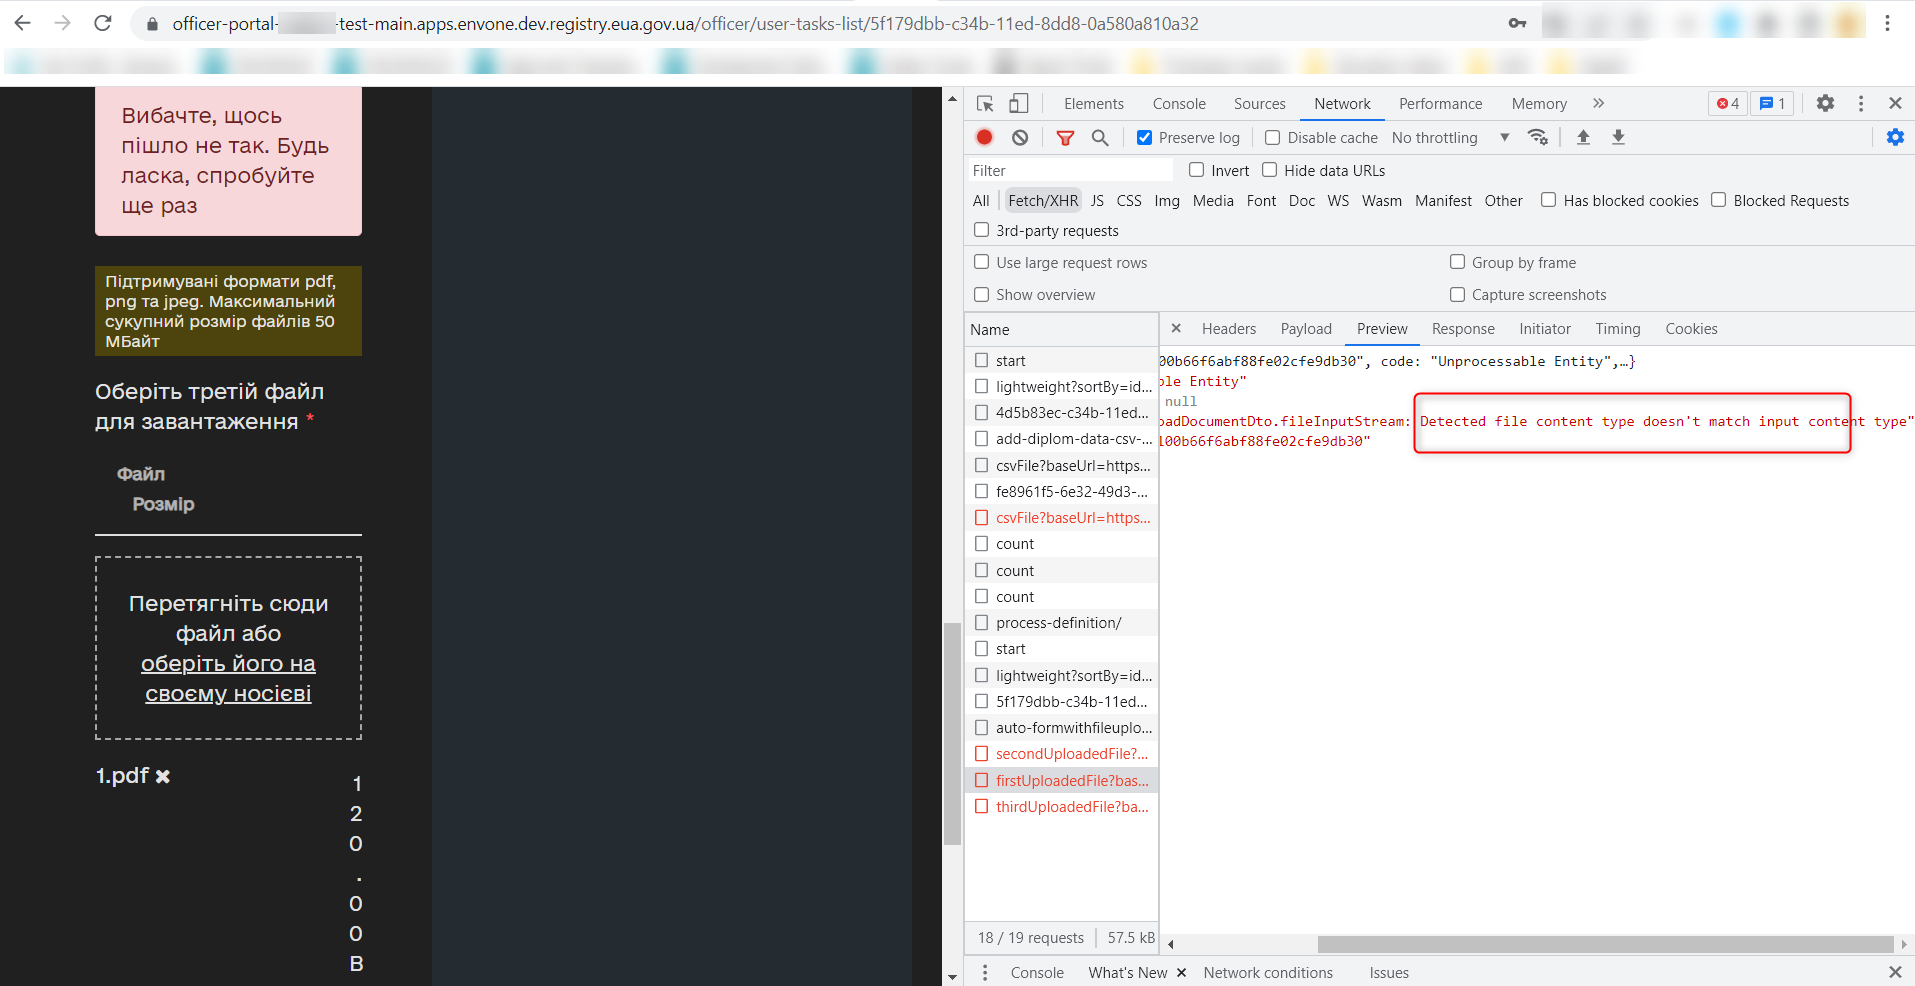 officer-portal-
-test-main.apps.envone.dev.registry.eua.gov.ua/officer/user-tasks-list/5f179dbb-c34b-11ed-8dd8-0a580a810a32
Вибачте, щось
пішло не так. Будь
ласка, спробуйте
ще раз
Підтримувані формати pdf,
png та jpeg. Максимальний
сукупний розмір файлів 50
МБайт
Оберіть третій файл
для завантаження *
Файл
Розмір
Перетягніть сюди
файл або
оберіть його на
своєму носієві
1.pdf
1
2
0
.
0
0
B
Elements Console Sources Network Performance Memory » 4 1
Preserve log Disable cache No throttling
Filter Invert Hide data URLs
All Fetch/XHR JS CSS Img Media Font Doc WS Wasm Manifest Other Has blocked cookies Blocked Requests
3rd-party requests
Use large request rows Group by frame
Show overview Capture screenshots
Name
start
lightweight?sortBy=id...
4d5b83ec-c34b-11ed...
add-diplom-data-csv-...
csvFile?baseUrl=https...
fe8961f5-6e32-49d3-...
csvFile?baseUrl=https...
count
count
count
process-definition/
start
lightweight?sortBy=id...
5f179dbb-c34b-11ed...
auto-formwithfileuplo...
secondUploadedFile?...
firstUploadedFile?bas...
thirdUploadedFile?ba...
18 / 19 requests 57.5 kB
Headers Payload Preview Response Initiator Timing Cookies
00b66f6abf88fe02cfe9db30", code: "Unprocessable Entity",…}
le Entity"
null
oadDocumentDto.fileInputStream: Detected file content type doesn't match input content type"
100b66f6abf88fe02cfe9db30"
Console What's New Network conditions Issues